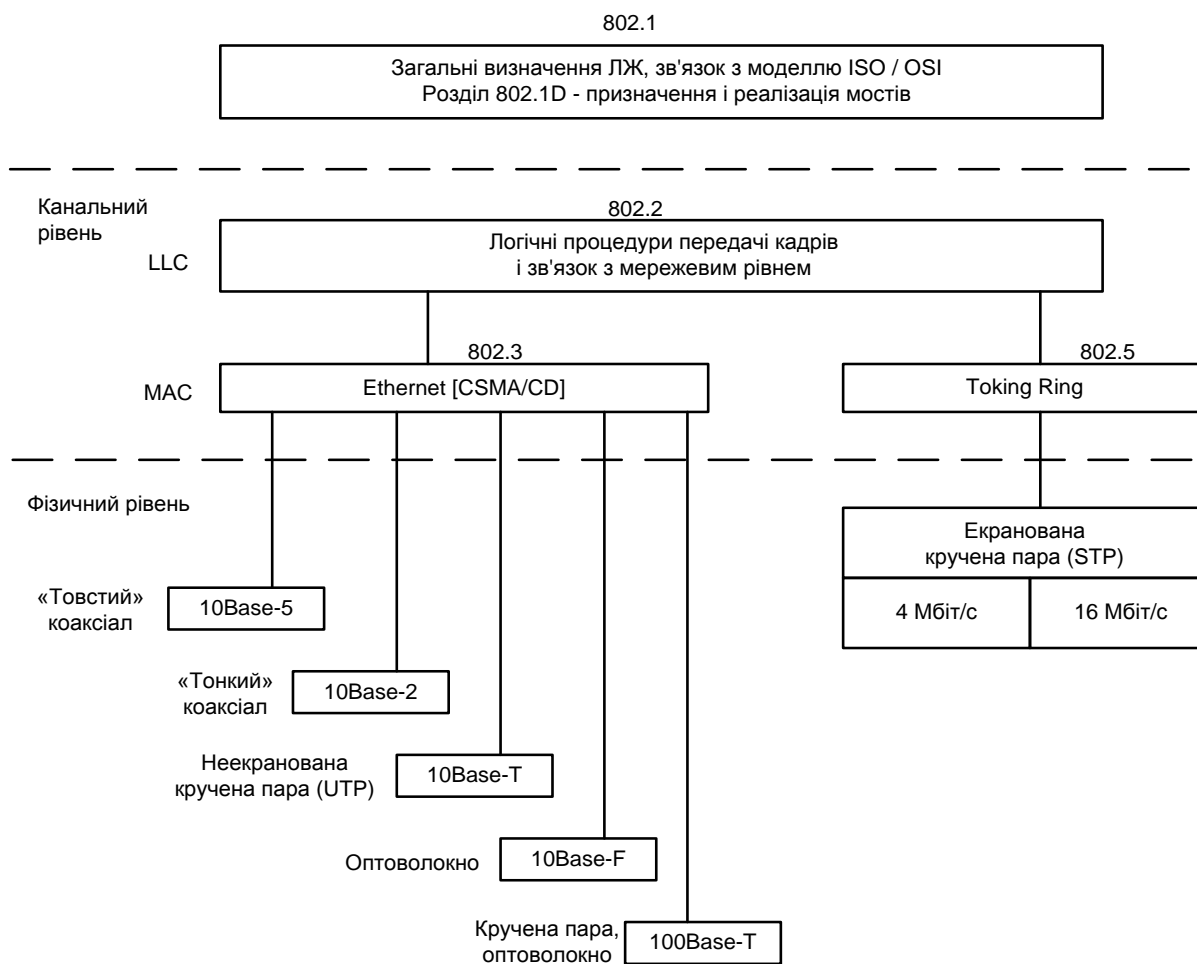 802.1
Загальні визначення ЛЖ, зв'язок з моделлю ISO / OSI
Розділ 802.1D - призначення і реалізація мостів
Канальний
рівень
802.2
LLC
Логічні процедури передачі кадрів
і зв'язок з мережевим рівнем
802.3
802.5
MAC
Ethernet [CSMA/CD]
Toking Ring
Фізичний рівень
Екранована
кручена пара (STP)
4 Мбіт/с
16 Мбіт/с
«Товстий»
коаксіал
10Base-5
«Тонкий»
коаксіал
10Base-2
Неекранована
кручена пара (UTP)
10Base-T
Оптоволокно
10Base-F
Кручена пара,
оптоволокно
100Base-T